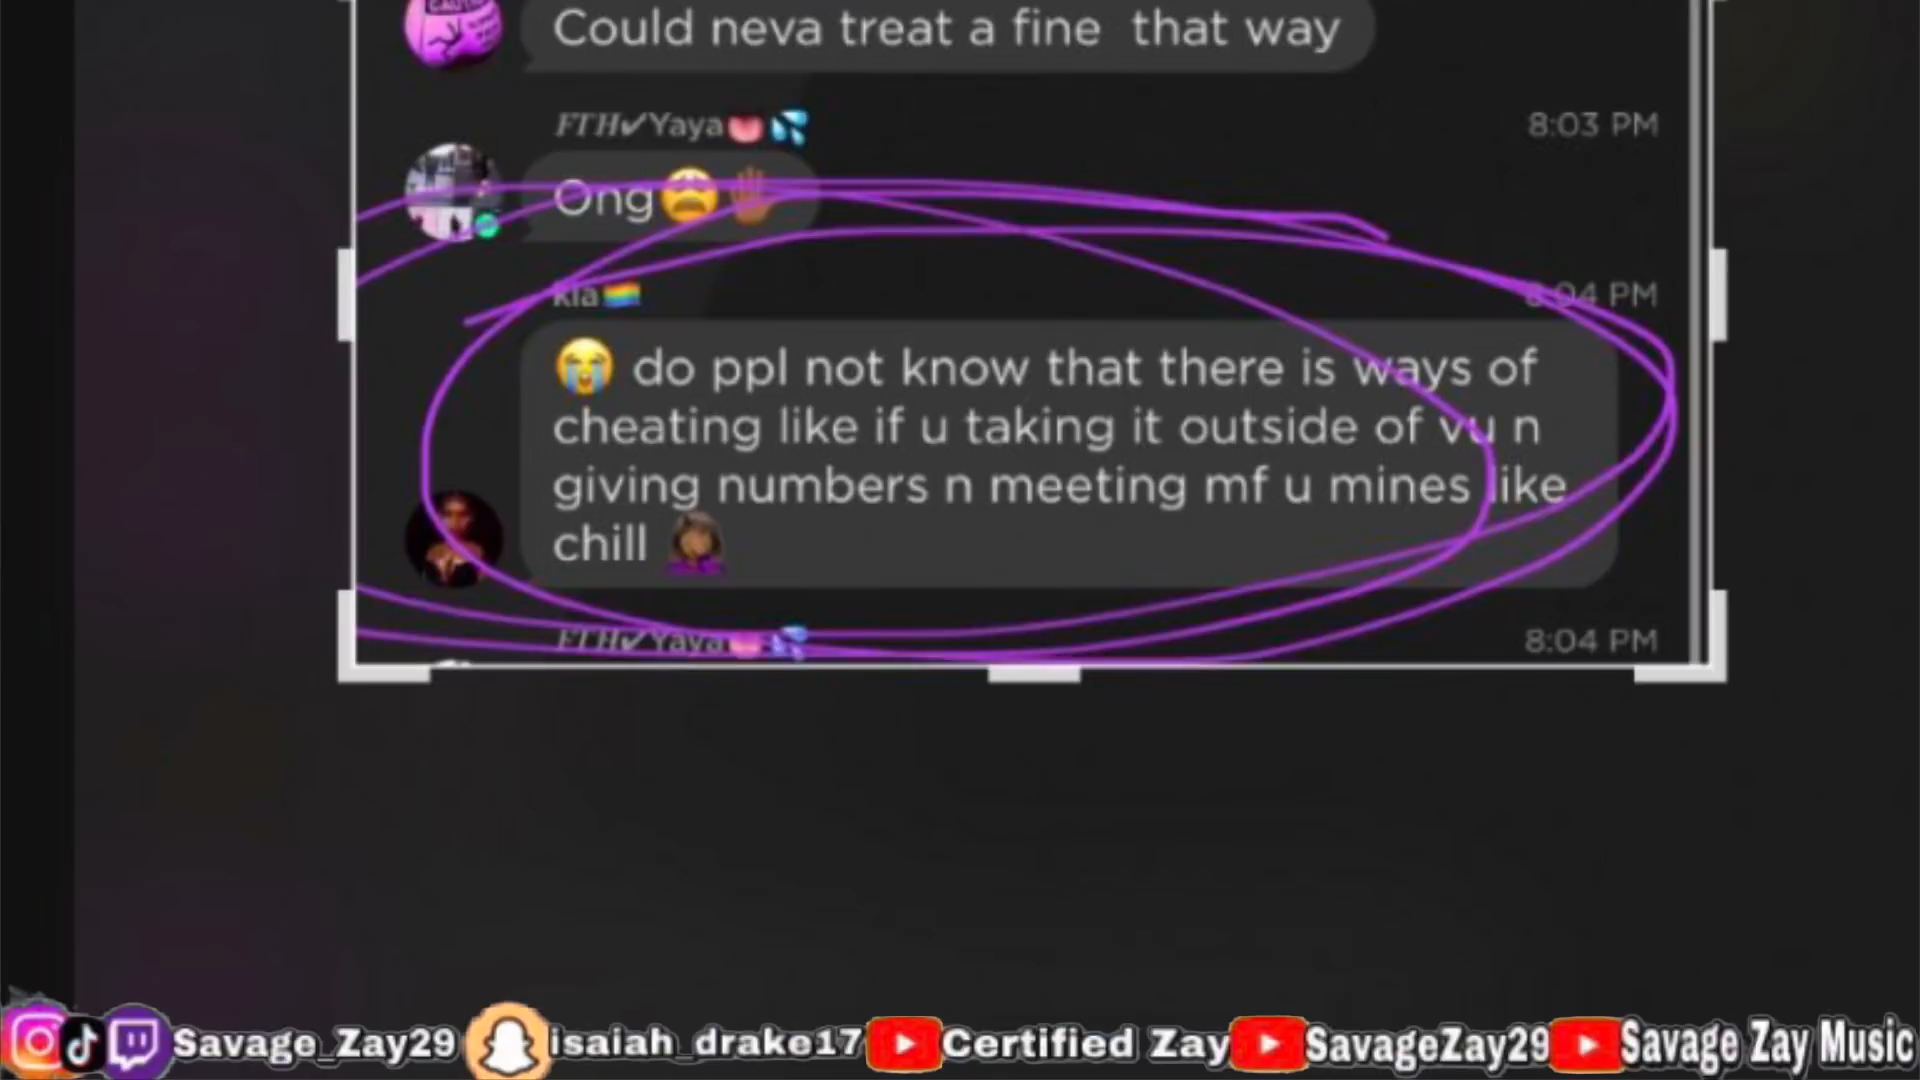 Could neva treat a fine that way
FTH✔Yaya👅💦 8:03 PM
Ong😩🤚🏾
kia🏳️‍🌈 8:04 PM
😭 do ppl not know that there is ways of
cheating like if u taking it outside of vu n
giving numbers n meeting mf u mines like
chill 🤦🏾‍♀️
FTH✔Yaya👅💦 8:04 PM
Savage_Zay29 isaiah_drake17 Certified Zay SavageZay29 Savage Zay Music